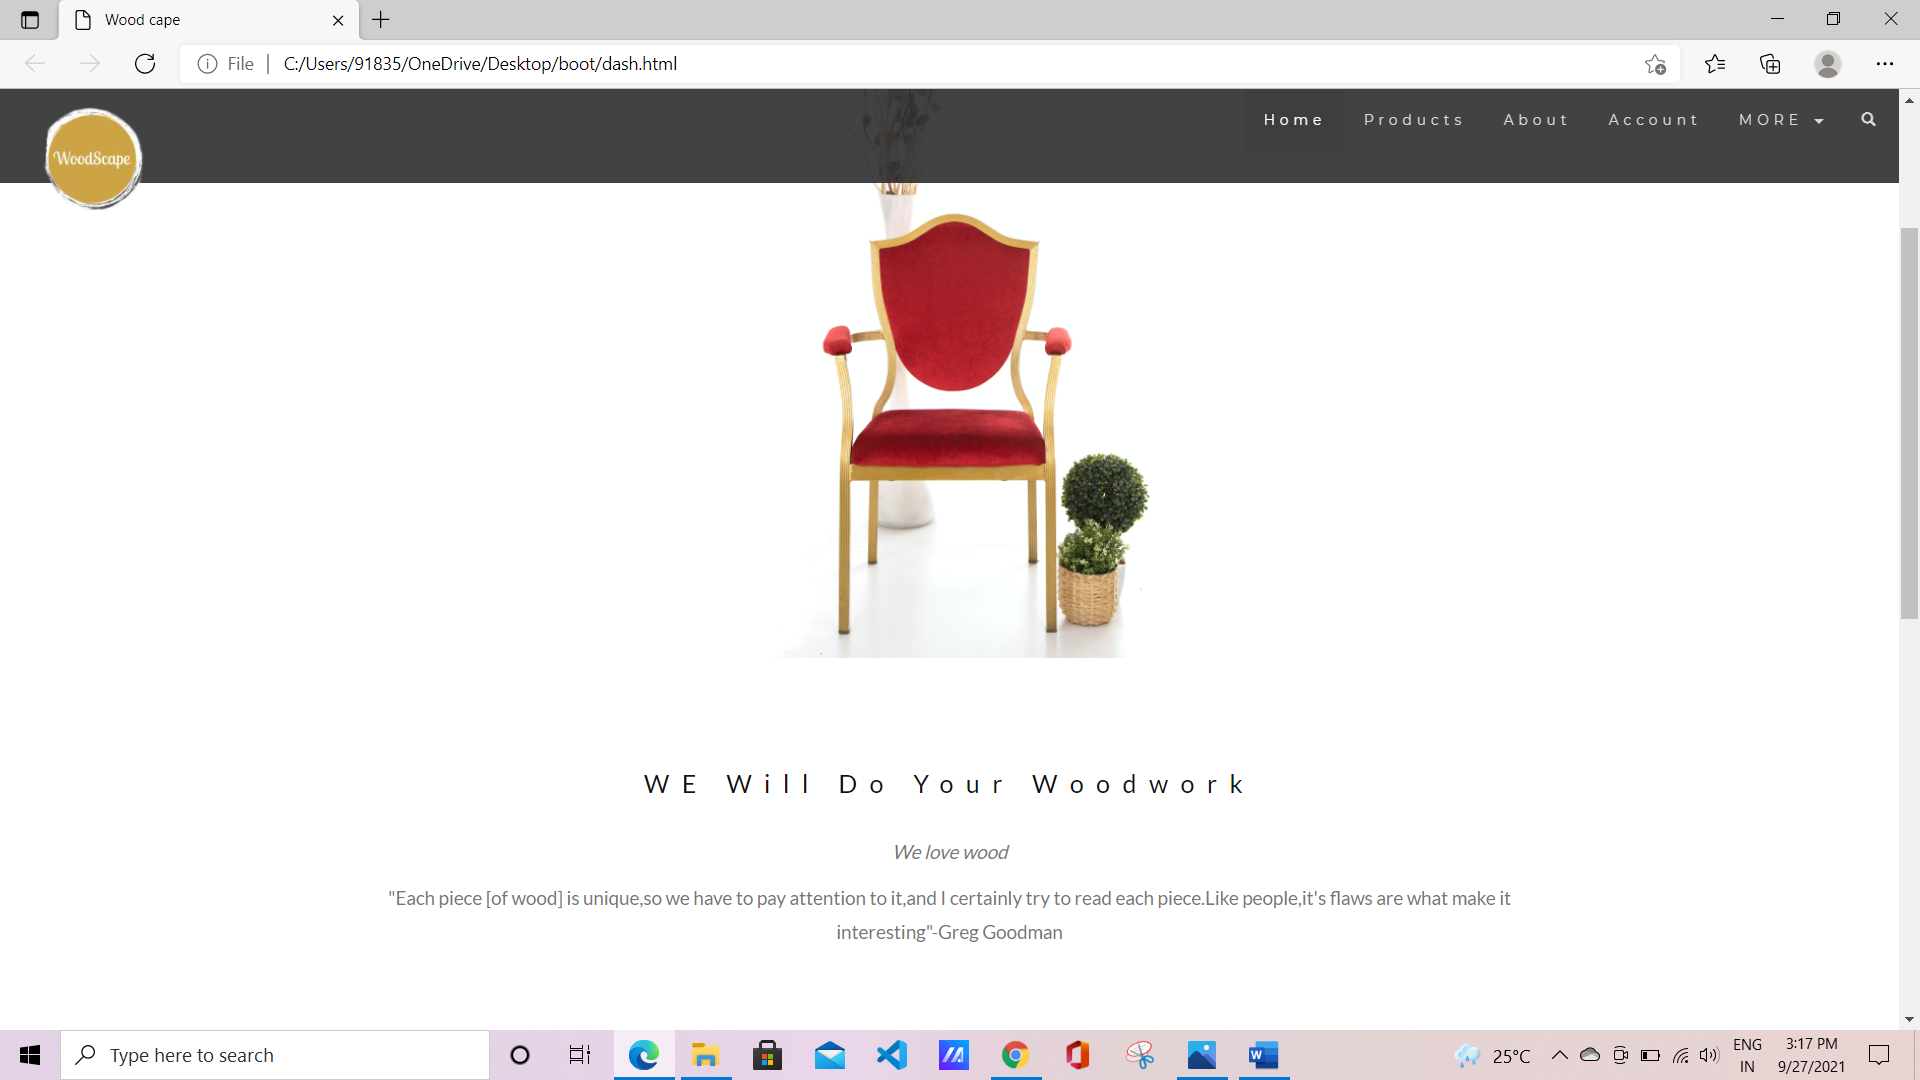 Wood cape
File
C:/Users/91835/OneDrive/Desktop/boot/dash.html
WoodScape
Home Products About Account MORE
WE Will Do Your Woodwork
We love wood
"Each piece [of wood] is unique,so we have to pay attention to it,and I certainly try to read each piece.Like people,it's flaws are what make it
interesting"-Greg Goodman
Type here to search
25°C
ENG
IN
3:17 PM
9/27/2021